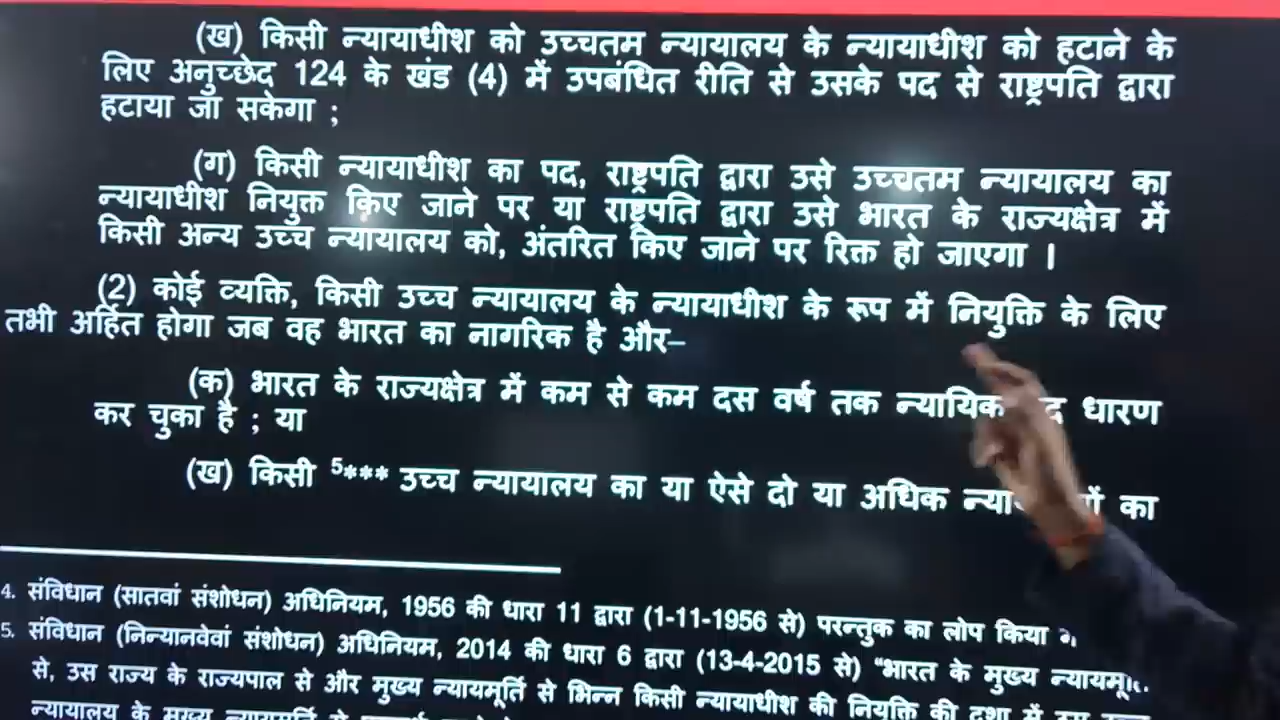 (ख) किसी न्यायाधीश को उच्चतम न्यायालय के न्यायाधीश को हटाने के
लिए अनुच्छेद 124 के खंड (4) में उपबंधित रीति से उसके पद से राष्ट्रपति द्वारा
हटाया जा सकेगा ;
(ग) किसी न्यायाधीश का पद, राष्ट्रपति द्वारा उसे उच्चतम न्यायालय का
न्यायाधीश नियुक्त किए जाने पर या राष्ट्रपति द्वारा उसे भारत के राज्यक्षेत्र में
किसी अन्य उच्च न्यायालय को, अंतरित किए जाने पर रिक्त हो जाएगा ।
(2) कोई व्यक्ति, किसी उच्च न्यायालय के न्यायाधीश के रूप में नियुक्ति के लिए
तभी अर्हित होगा जब वह भारत का नागरिक है और–
(क) भारत के राज्यक्षेत्र में कम से कम दस वर्ष तक न्यायिक धारण
कर चुका है ; या
(ख) किसी 5*** उच्च न्यायालय का या ऐसे दो या अधिक का
4. संविधान (सातवां संशोधन) अधिनियम, 1956 की धारा 11 द्वारा (1-11-1956 से) परन्तुक का लोप किया
5. संविधान (निन्यानवेवां संशोधन) अधिनियम, 2014 की धारा 6 द्वारा (13-4-2015 से) “भारत के मुख्य
से, उस राज्य के राज्यपाल से और मुख्य न्यायमूर्ति से भिन्न किसी न्यायाधीश की नियुक्ति की दशा में उस
न्यायालय के मुख्य न्यायमूर्ति से